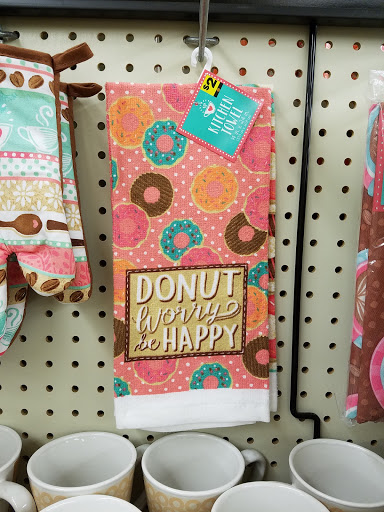 $2
KITCHEN
TOWEL
DONUT
Worry
be HAPPY